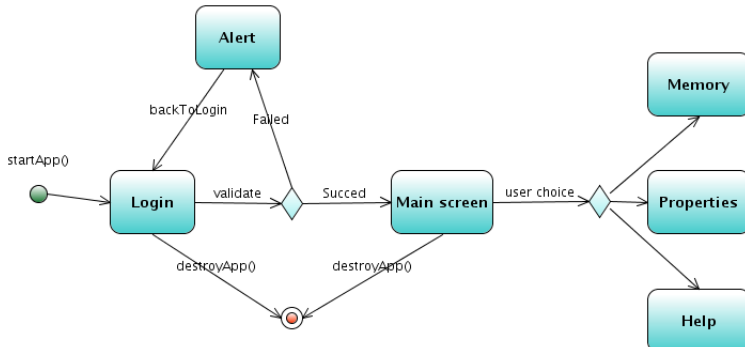 Alert
Memory
backToLogin
Failed
startApp()
Login
validate
Succed
Main screen
user choice
Properties
destroyApp()
destroyApp()
Help